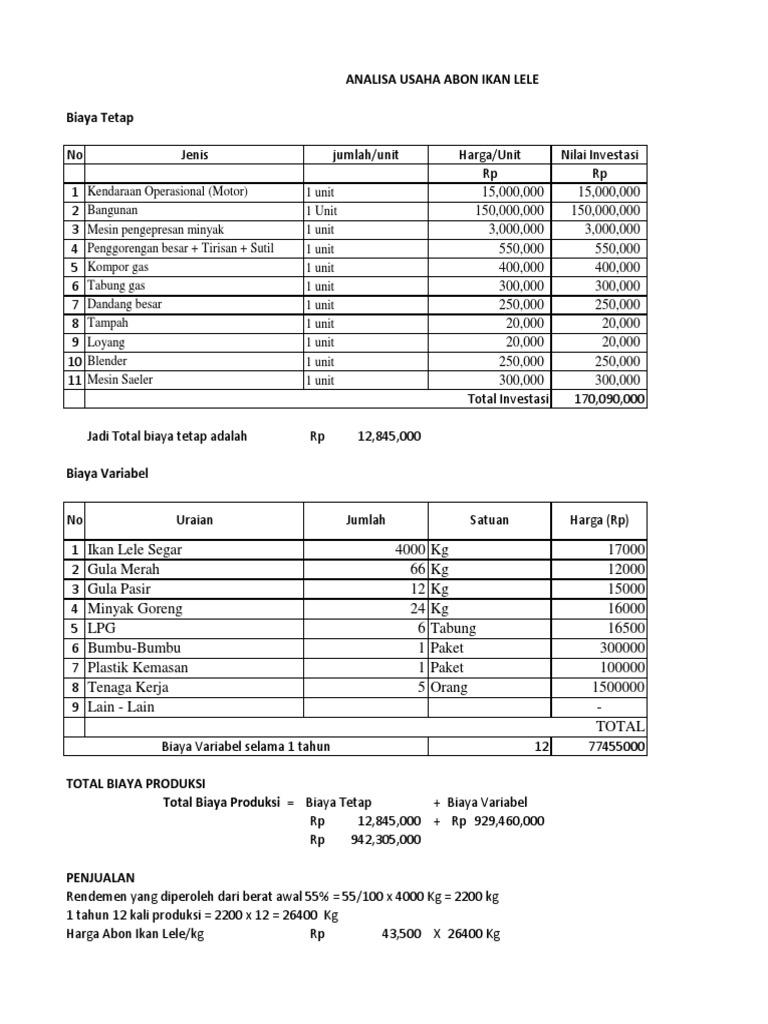 ANALISA USAHA ABON IKAN LELE
Biaya Tetap
No Jenis jumlah/unit Harga/Unit Nilai Investasi
Rp Rp
1 Kendaraan Operasional (Motor) 1 unit 15,000,000 15,000,000
2 Bangunan 1 Unit 150,000,000 150,000,000
3 Mesin pengepresan minyak 1 unit 3,000,000 3,000,000
4 Penggorengan besar + Tirisan + Sutil 1 unit 550,000 550,000
5 Kompor gas 1 unit 400,000 400,000
6 Tabung gas 1 unit 300,000 300,000
7 Dandang besar 1 unit 250,000 250,000
8 Tampah 1 unit 20,000 20,000
9 Loyang 1 unit 20,000 20,000
10 Blender 1 unit 250,000 250,000
11 Mesin Saeler 1 unit 300,000 300,000
Total Investasi 170,090,000
Jadi Total biaya tetap adalah Rp 12,845,000
Biaya Variabel
No Uraian Jumlah Satuan Harga (Rp)
1 Ikan Lele Segar 4000 Kg 17000
2 Gula Merah 66 Kg 12000
3 Gula Pasir 12 Kg 15000
4 Minyak Goreng 24 Kg 16000
5 LPG 6 Tabung 16500
6 Bumbu-Bumbu 1 Paket 300000
7 Plastik Kemasan 1 Paket 100000
8 Tenaga Kerja 5 Orang 1500000
9 Lain - Lain -
TOTAL
Biaya Variabel selama 1 tahun 12 77455000
TOTAL BIAYA PRODUKSI
Total Biaya Produksi = Biaya Tetap + Biaya Variabel
Rp 12,845,000 + Rp 929,460,000
Rp 942,305,000
PENJUALAN
Rendemen yang diperoleh dari berat awal 55% = 55/100 x 4000 Kg = 2200 kg
1 tahun 12 kali produksi = 2200 x 12 = 26400 Kg
Harga Abon Ikan Lele/kg Rp 43,500 X 26400 Kg